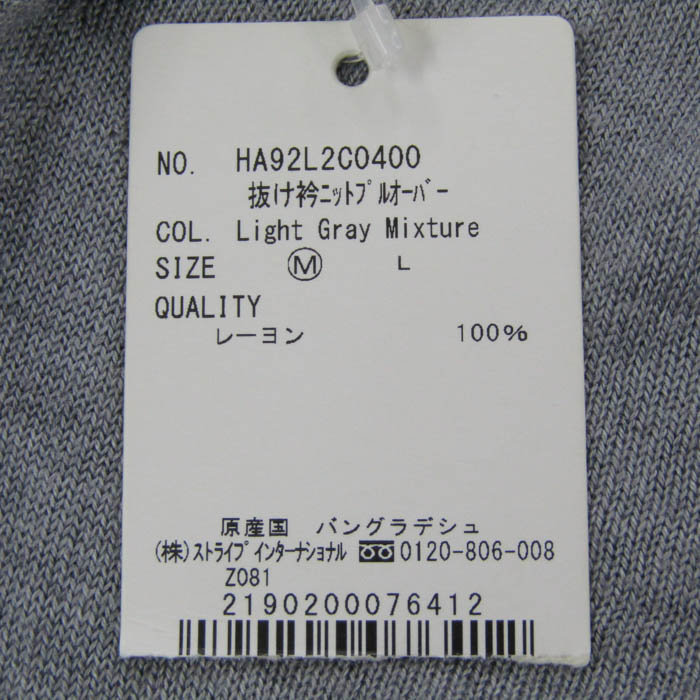 NO. HA92L2C0400
抜け衿ニットプルオーバー
COL. Light Gray Mixture
SIZE Ⓜ L
QUALITY
レーヨン 100%
原産国 バングラデシュ
(株)ストライプインターナショナル 0120-806-008
Z081
2190200076412